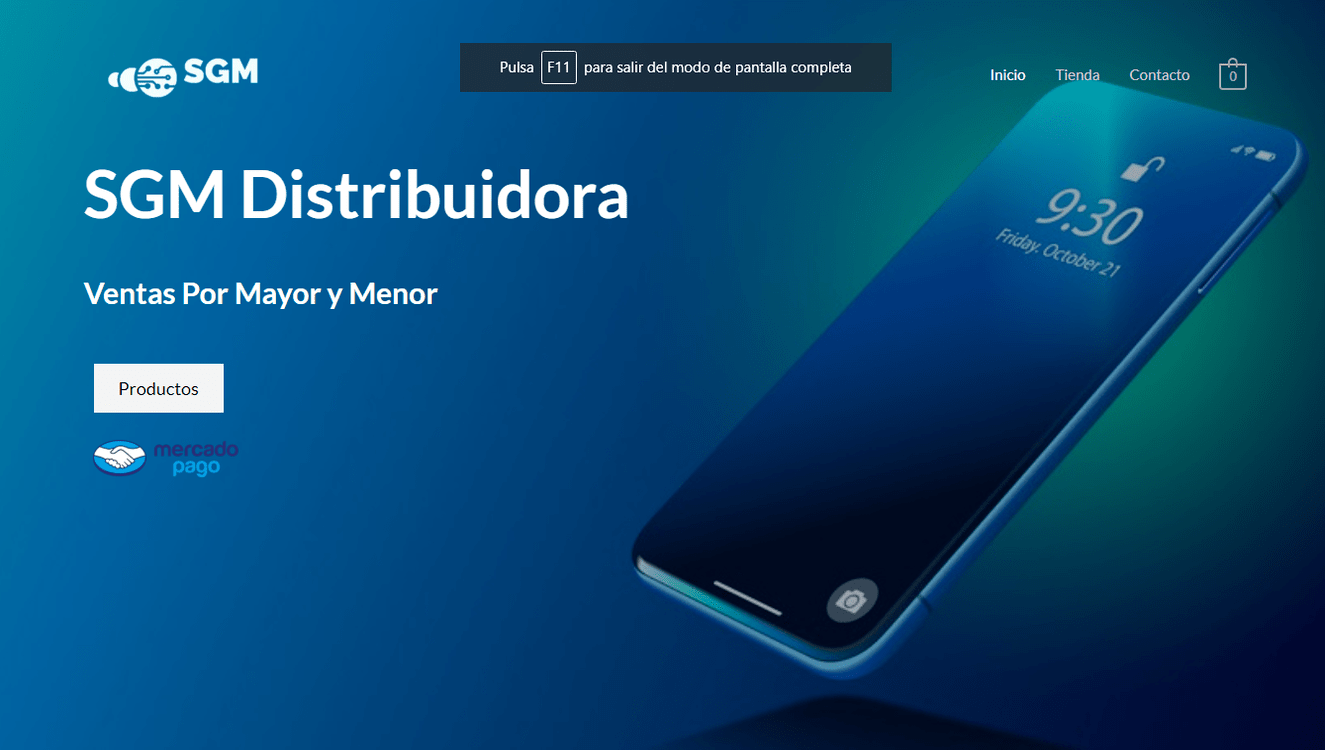 SGM
Pulsa F11 para salir del modo de pantalla completa
Inicio Tienda Contacto 0
SGM Distribuidora
Ventas Por Mayor y Menor
Productos
mercado
pago
9:30
Friday, October 21